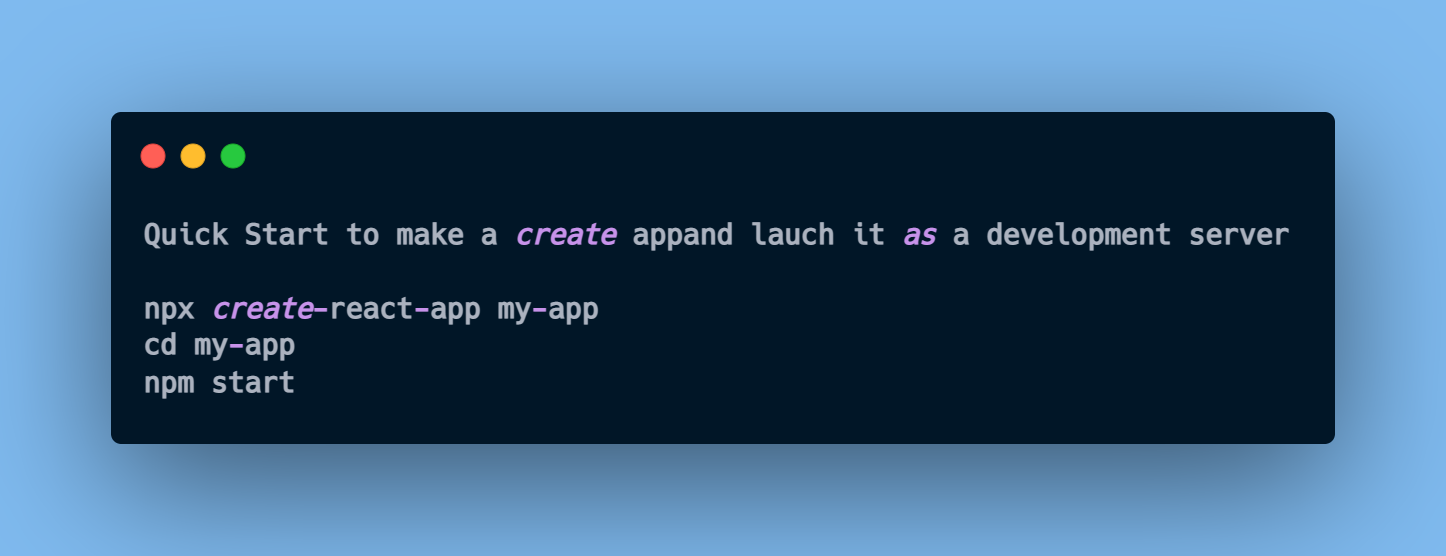 Quick Start to make a create appand lauch it as a development server
npx create-react-app my-app
cd my-app
npm start